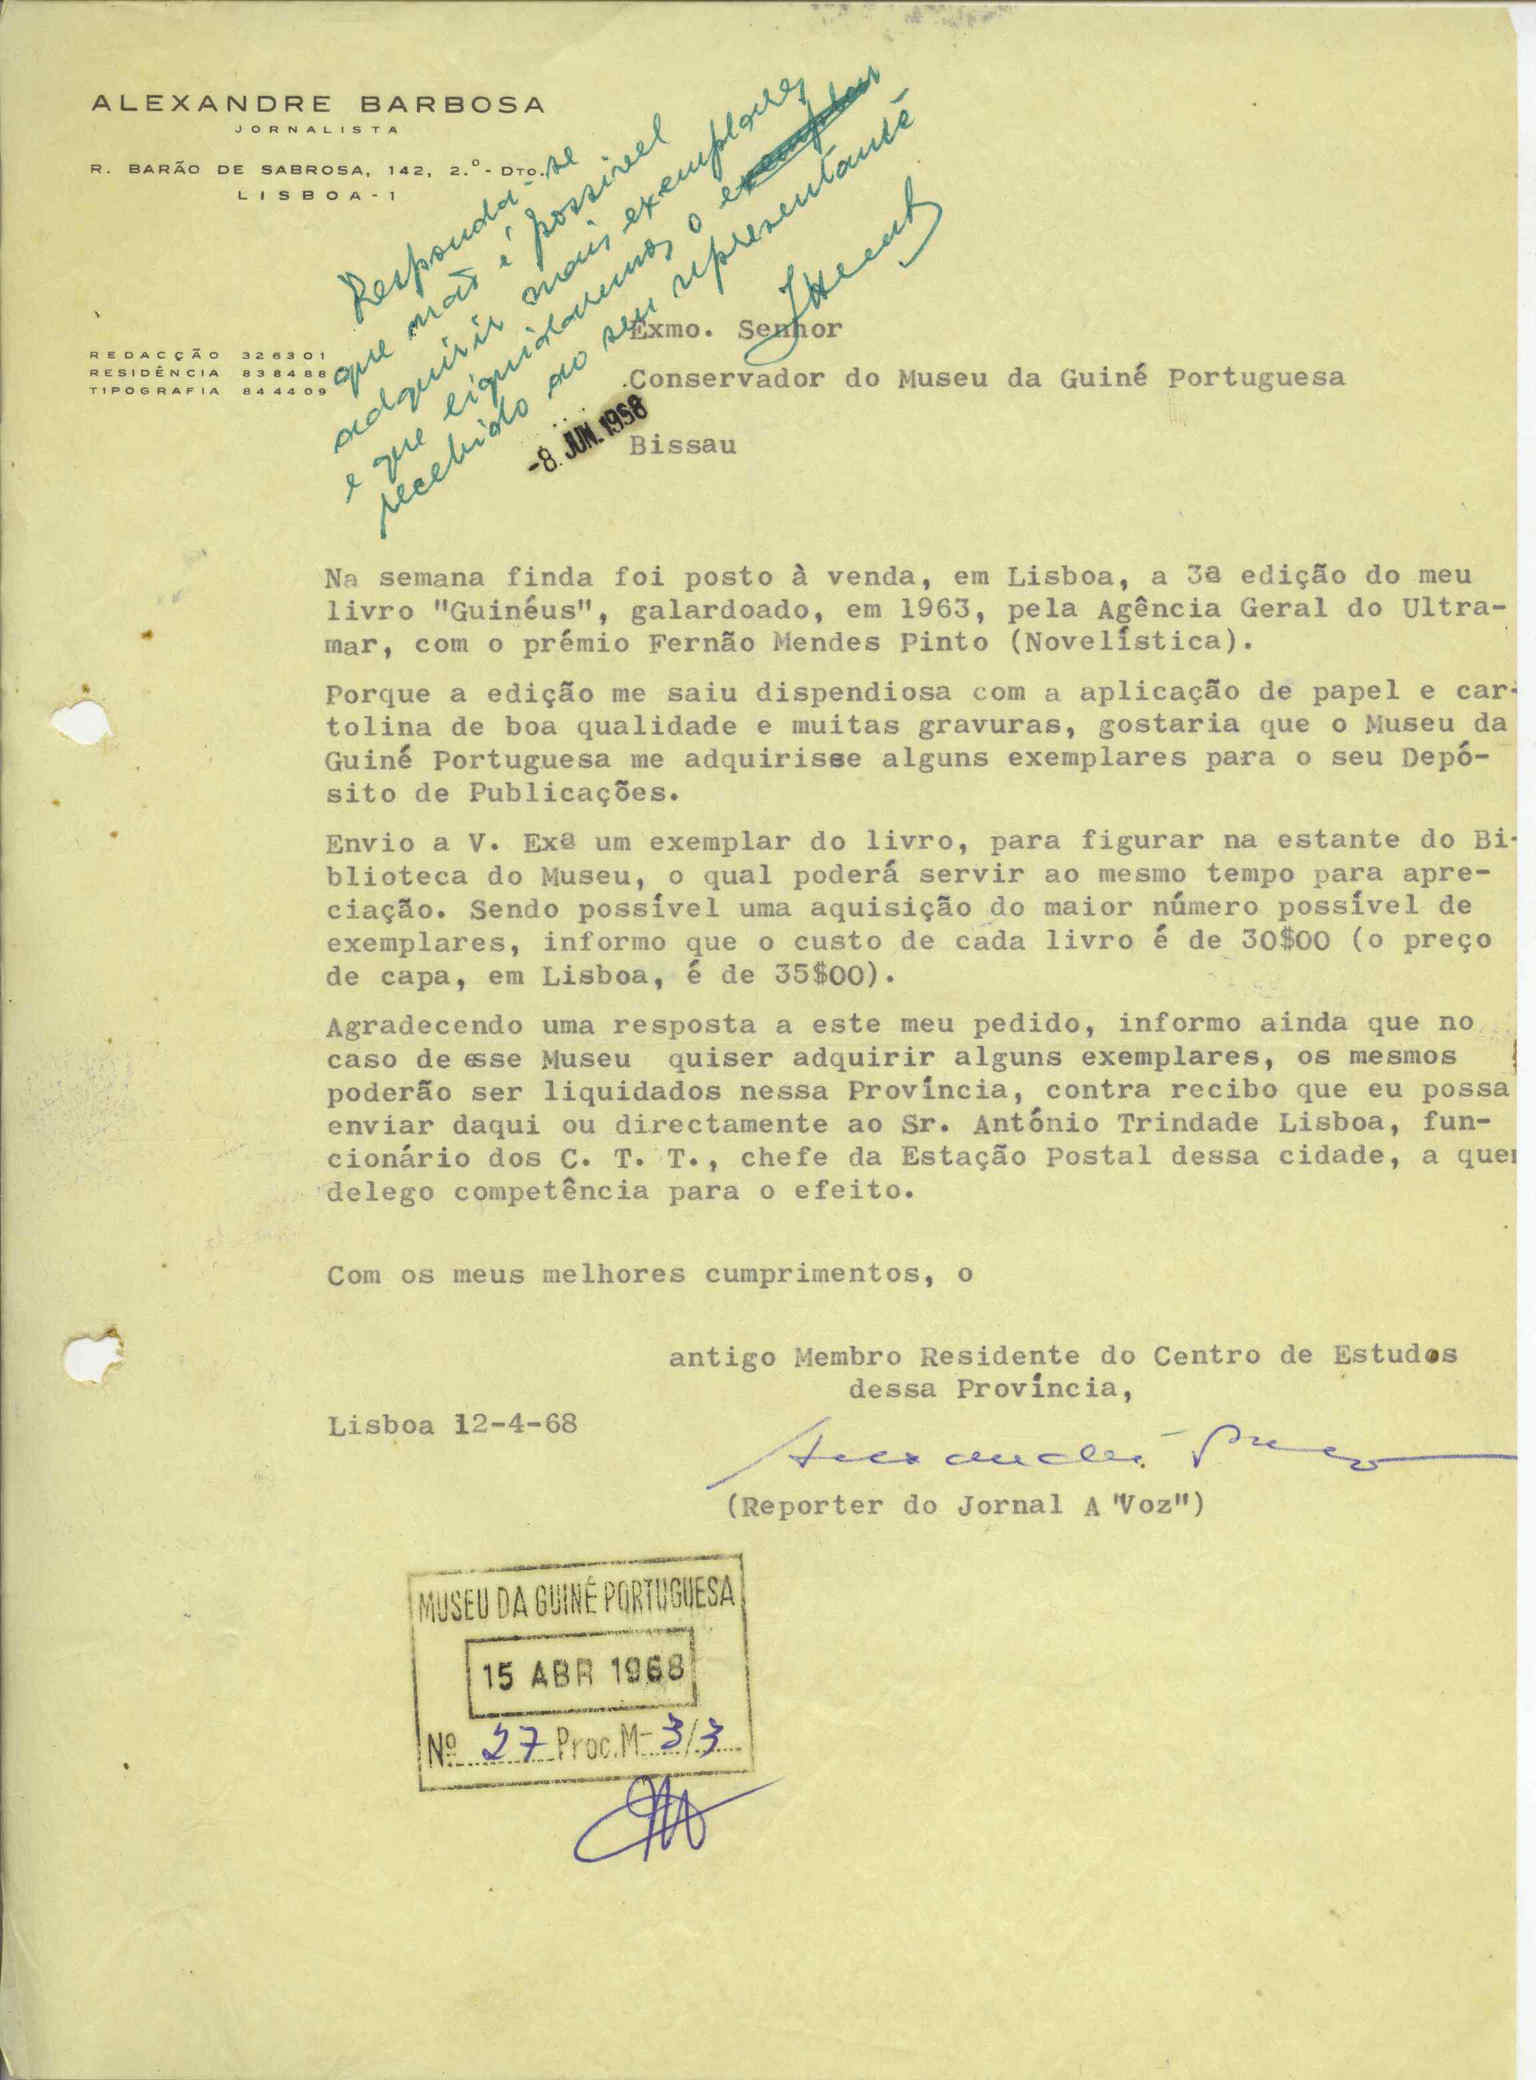 ALEXANDRE BARBOSA
JORNALISTA
R. BARÃO DE SABROSA, 142, 2.º - DTO.
LISBOA-1
REDACÇÃO 326301
RESIDÊNCIA 838488
TIPOGRAFIA 844409
Responda-se
que não é possivel
adquirir mais exemplares
e que liquidaremos o
recebido ao seu representante
-8. JUN. 1968
Exmo. Senhor
Conservador do Museu da Guiné Portuguesa
Bissau
Na semana finda foi posto à venda, em Lisboa, a 3ª edição do meu
livro "Guinéus", galardoado, em 1963, pela Agência Geral do Ultra-
mar, com o prémio Fernão Mendes Pinto (Novelística).
Porque a edição me saiu dispendiosa com a aplicação de papel e car-
tolina de boa qualidade e muitas gravuras, gostaria que o Museu da
Guiné Portuguesa me adquirisse alguns exemplares para o seu Depó-
sito de Publicações.
Envio a V. Exª um exemplar do livro, para figurar na estante do Bi-
blioteca do Museu, o qual poderá servir ao mesmo tempo para apre-
ciação. Sendo possível uma aquisição do maior número possível de
exemplares, informo que o custo de cada livro é de 30$00 (o preço
de capa, em Lisboa, é de 35$00).
Agradecendo uma resposta a este meu pedido, informo ainda que no
caso de esse Museu quiser adquirir alguns exemplares, os mesmos
poderão ser liquidados nessa Província, contra recibo que eu possa
enviar daqui ou directamente ao Sr. António Trindade Lisboa, fun-
cionário dos C. T. T., chefe da Estação Postal dessa cidade, a que
delego competência para o efeito.
Com os meus melhores cumprimentos, o
antigo Membro Residente do Centro de Estudos
dessa Província,
Lisboa 12-4-68
(Reporter do Jornal A "Voz")
MUSEU DA GUINÉ PORTUGUESA
15 ABR 1968
Nº 27 Proc. M- 3/3